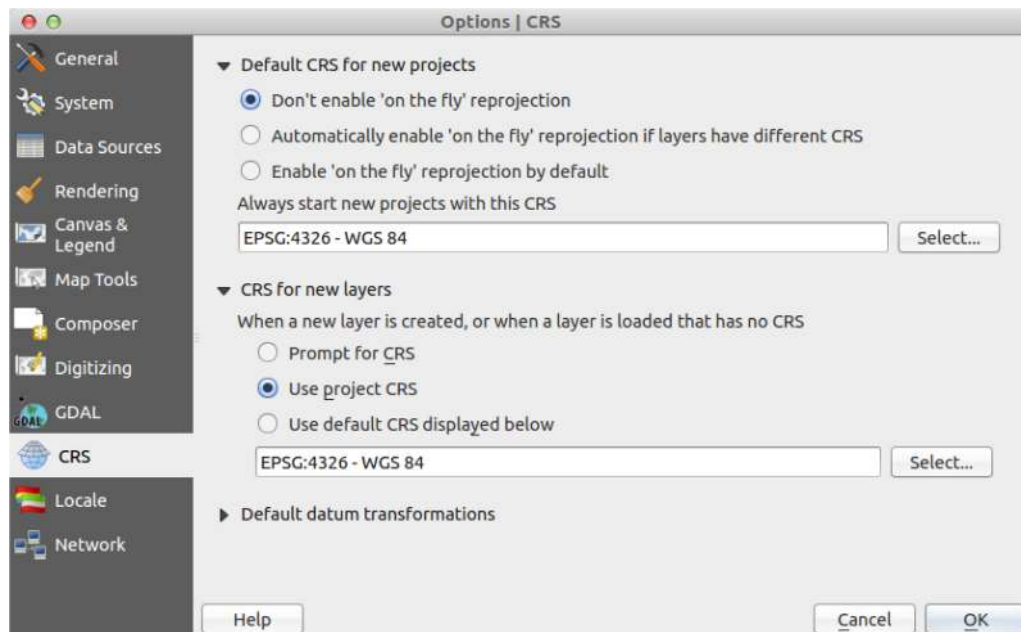 Options | CRS
General
System
Data Sources
Rendering
Canvas &
Legend
Map Tools
Composer
Digitizing
GDAL
GDAL
CRS
Locale
Network
Default CRS for new projects
Don't enable 'on the fly' reprojection
Automatically enable 'on the fly' reprojection if layers have different CRS
Enable 'on the fly' reprojection by default
Always start new projects with this CRS
EPSG:4326 - WGS 84
Select...
CRS for new layers
When a new layer is created, or when a layer is loaded that has no CRS
Prompt for CRS
Use project CRS
Use default CRS displayed below
EPSG:4326 - WGS 84
Select...
Default datum transformations
Help
Cancel
OK